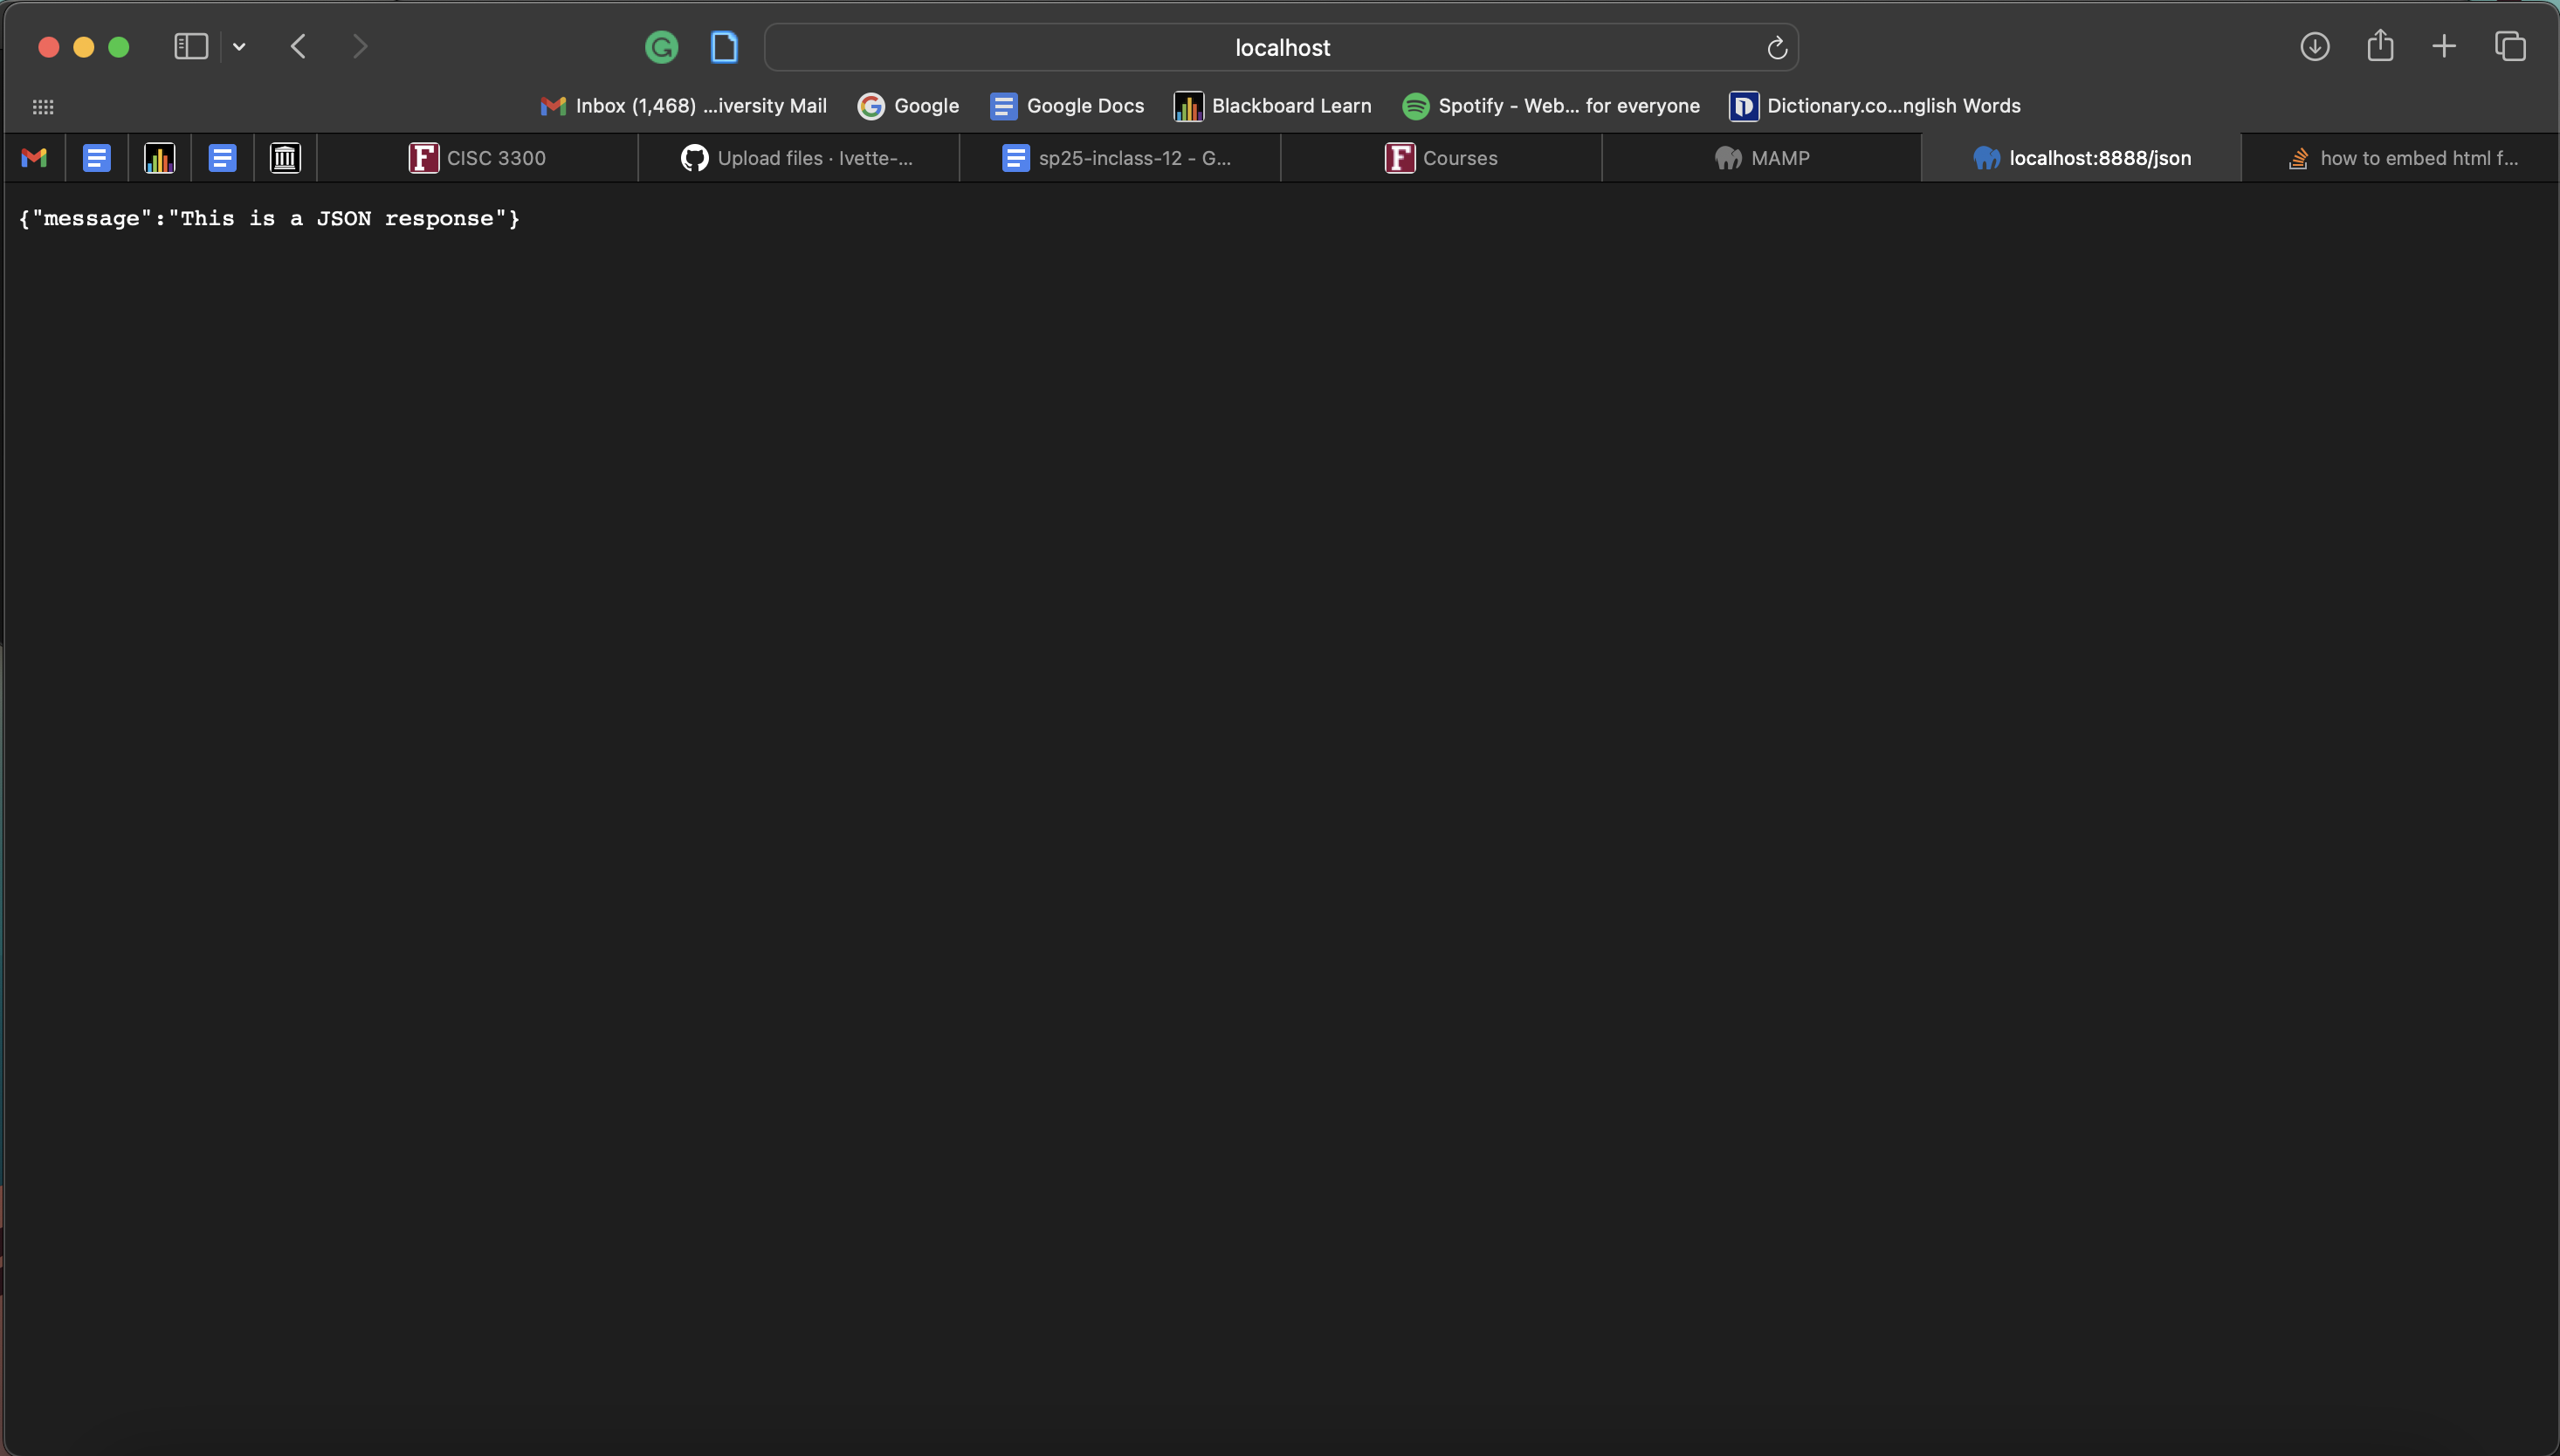 localhost
Inbox (1,468) ...iversity Mail Google Google Docs Blackboard Learn Spotify - Web... for everyone Dictionary.co...nglish Words
CISC 3300 Upload files · Ivette-... sp25-inclass-12 - G... Courses MAMP localhost:8888/json how to embed html f...
{"message":"This is a JSON response"}